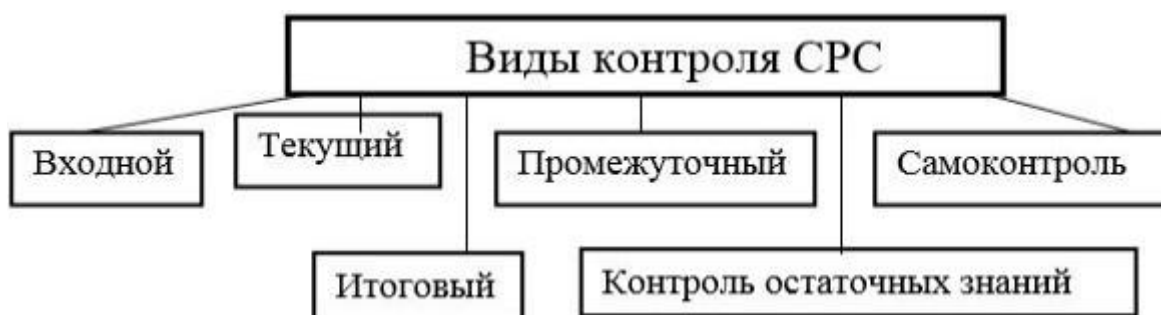 Виды контроля СРС
Входной
Текущий
Промежуточный
Самоконтроль
Итоговый
Контроль остаточных знаний